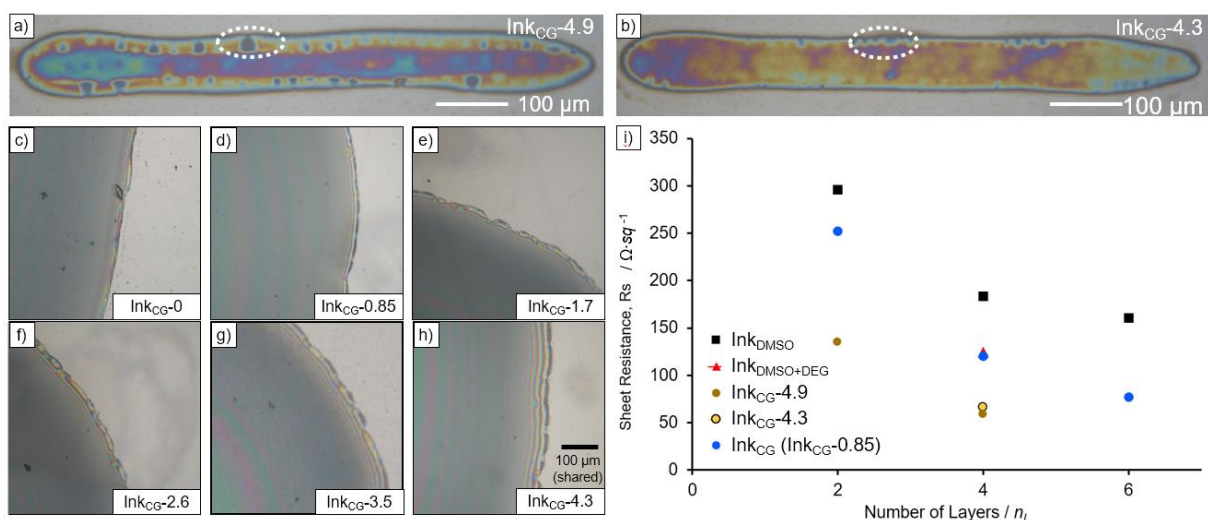 a)
Ink_CG-4.9
100 µm
b)
Ink_CG-4.3
100 µm
c)
Ink_CG-0
d)
Ink_CG-0.85
e)
Ink_CG-1.7
f)
Ink_CG-2.6
g)
Ink_CG-3.5
h)
100 µm
(shared)
Ink_CG-4.3
i)
Sheet Resistance, Rs / Ω·sq⁻¹
350
300
250
200
150
100
50
0
Ink_DMSO
Ink_DMSO+DEG
Ink_CG-4.9
Ink_CG-4.3
Ink_CG (Ink_CG-0.85)
0 2 4 6
Number of Layers / n_l